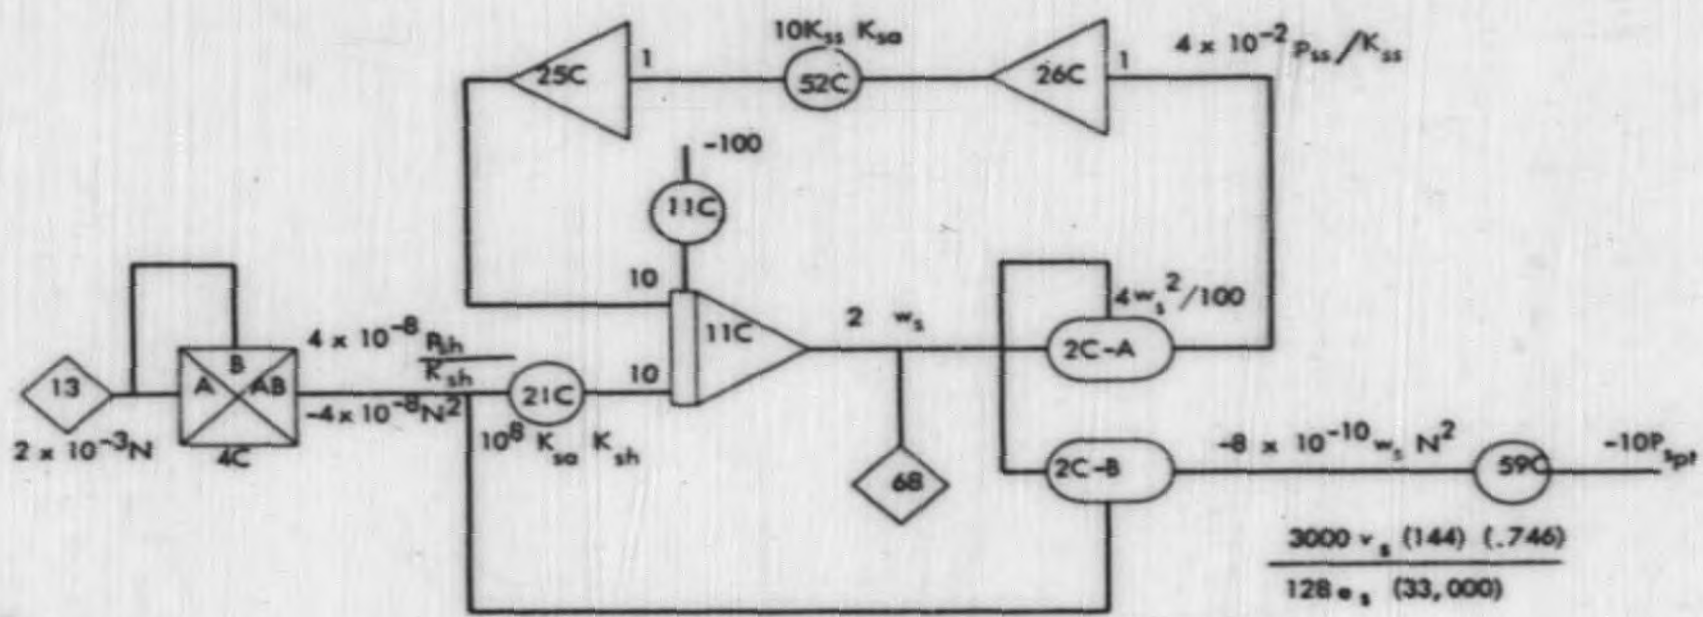 10K_ss K_sa
25C
1
52C
26C
1
4 x 10^-2 p_ss/K_ss
-100
11C
10
11C
2 w_s
4w_s^2/100
2C-A
13
A B AB
4C
2 x 10^-3N
4 x 10^-8 P_sh
K_sh
-4 x 10^-8N^2
21C
10
10^8 K_sa K_sh
68
2C-B
-8 x 10^-10 w_s N^2
59C
-10P_spt
3000 v_s (144) (.746)
128 e_s (33,000)